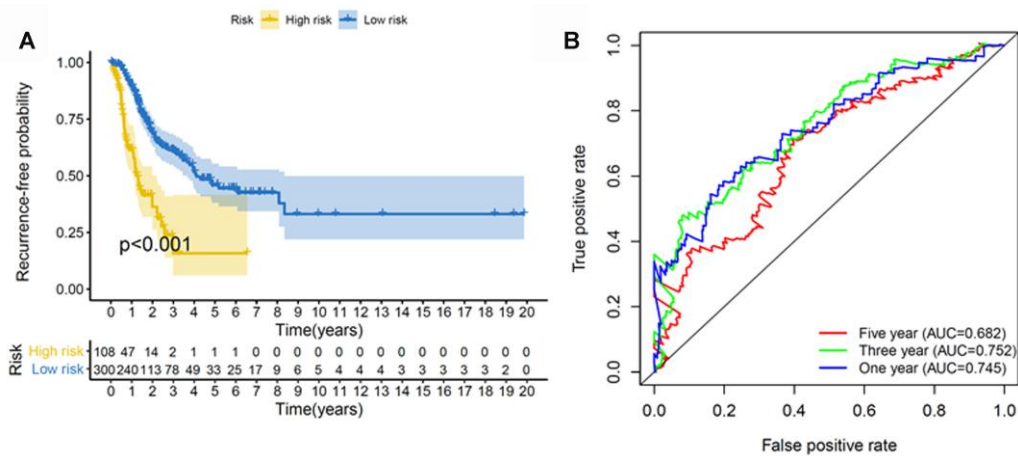 A
Risk High risk Low risk
Recurrence-free probability
1.00
0.75
0.50
0.25
0.00
p<0.001
0 1 2 3 4 5 6 7 8 9 10 11 12 13 14 15 16 17 18 19 20
Time(years)
Risk
High risk 108 47 14 2 1 1 1 0 0 0 0 0 0 0 0 0 0 0 0 0 0
Low risk 300 240 113 78 49 33 25 17 9 6 5 4 4 4 3 3 3 3 3 2 0
0 1 2 3 4 5 6 7 8 9 10 11 12 13 14 15 16 17 18 19 20
Time(years)
B
True positive rate
1.0
0.8
0.6
0.4
0.2
0.0
Five year (AUC=0.682)
Three year (AUC=0.752)
One year (AUC=0.745)
0.0 0.2 0.4 0.6 0.8 1.0
False positive rate